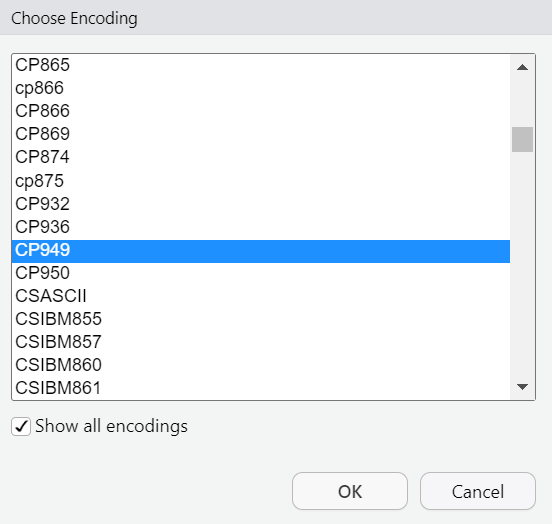 Choose Encoding
CP865
cp866
CP866
CP869
CP874
cp875
CP932
CP936
CP949
CP950
CSASCII
CSIBM855
CSIBM857
CSIBM860
CSIBM861
Show all encodings
OK
Cancel